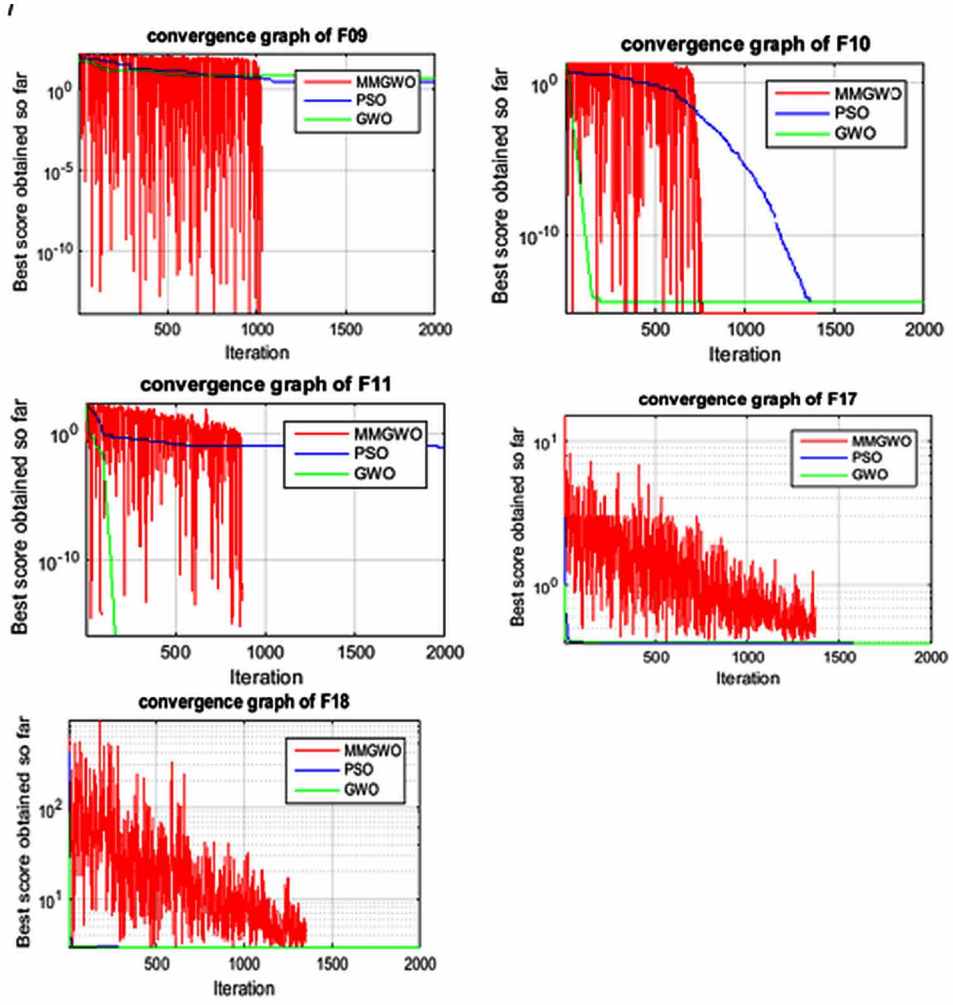 convergence graph of F09
Best score obtained so far
10^0
10^-5
10^-10
MMGWO
PSO
GWO
500 1000 1500 2000
Iteration
convergence graph of F10
Best score obtained so far
10^0
10^-10
MMGWO
PSO
GWO
500 1000 1500 2000
Iteration
convergence graph of F11
Best score obtained so far
10^0
10^-10
MMGWO
PSO
GWO
500 1000 1500 2000
Iteration
convergence graph of F17
Best score obtained so far
10^1
10^0
MMGWO
PSO
GWO
500 1000 1500 2000
Iteration
convergence graph of F18
Best score obtained so far
10^2
10^1
MMGWO
PSO
GWO
500 1000 1500 2000
Iteration